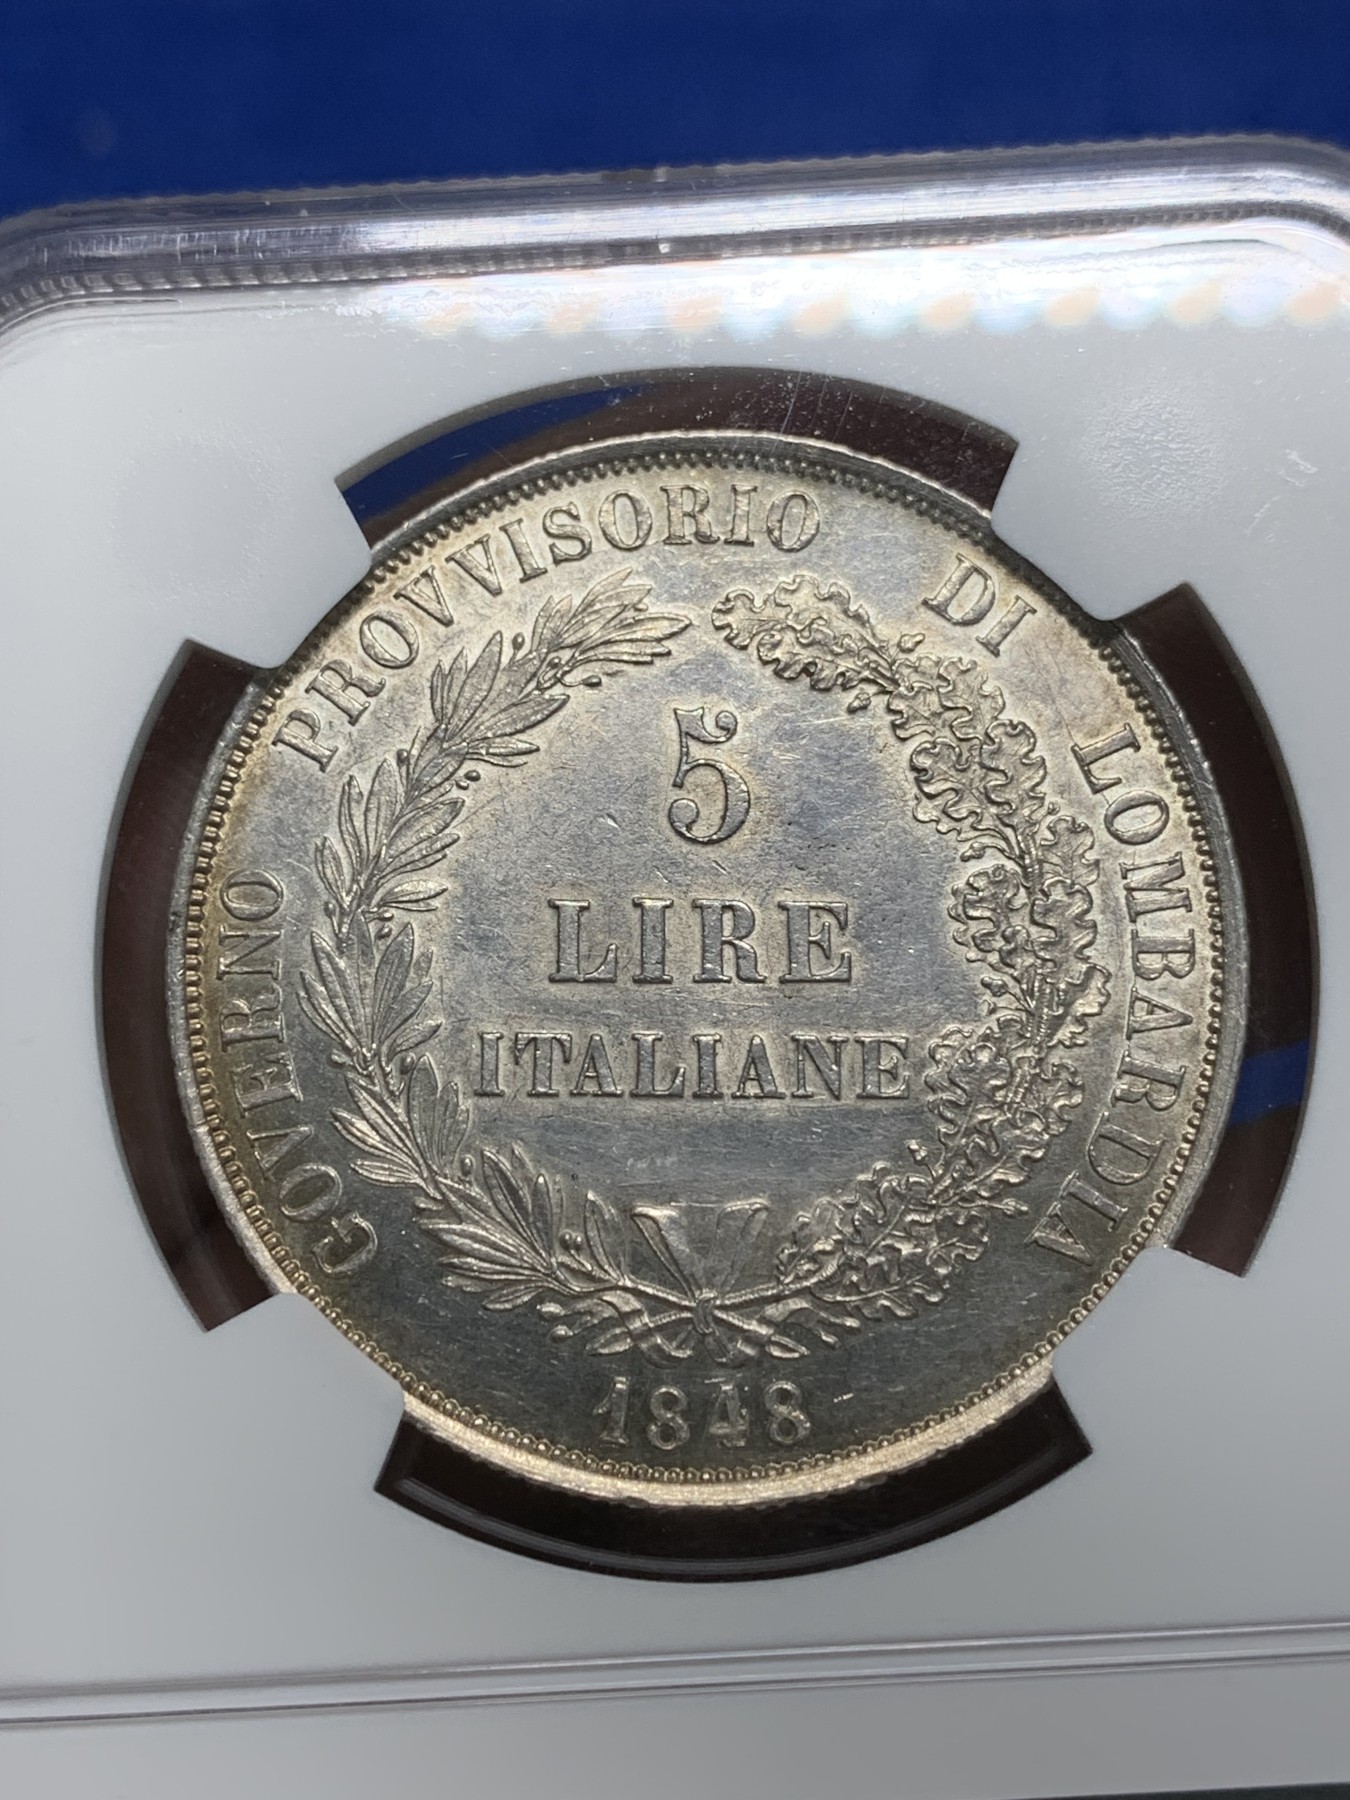 GOVERNO PROVVISORIO DI LOMBARDIA
5
LIRE
ITALIANE
1848